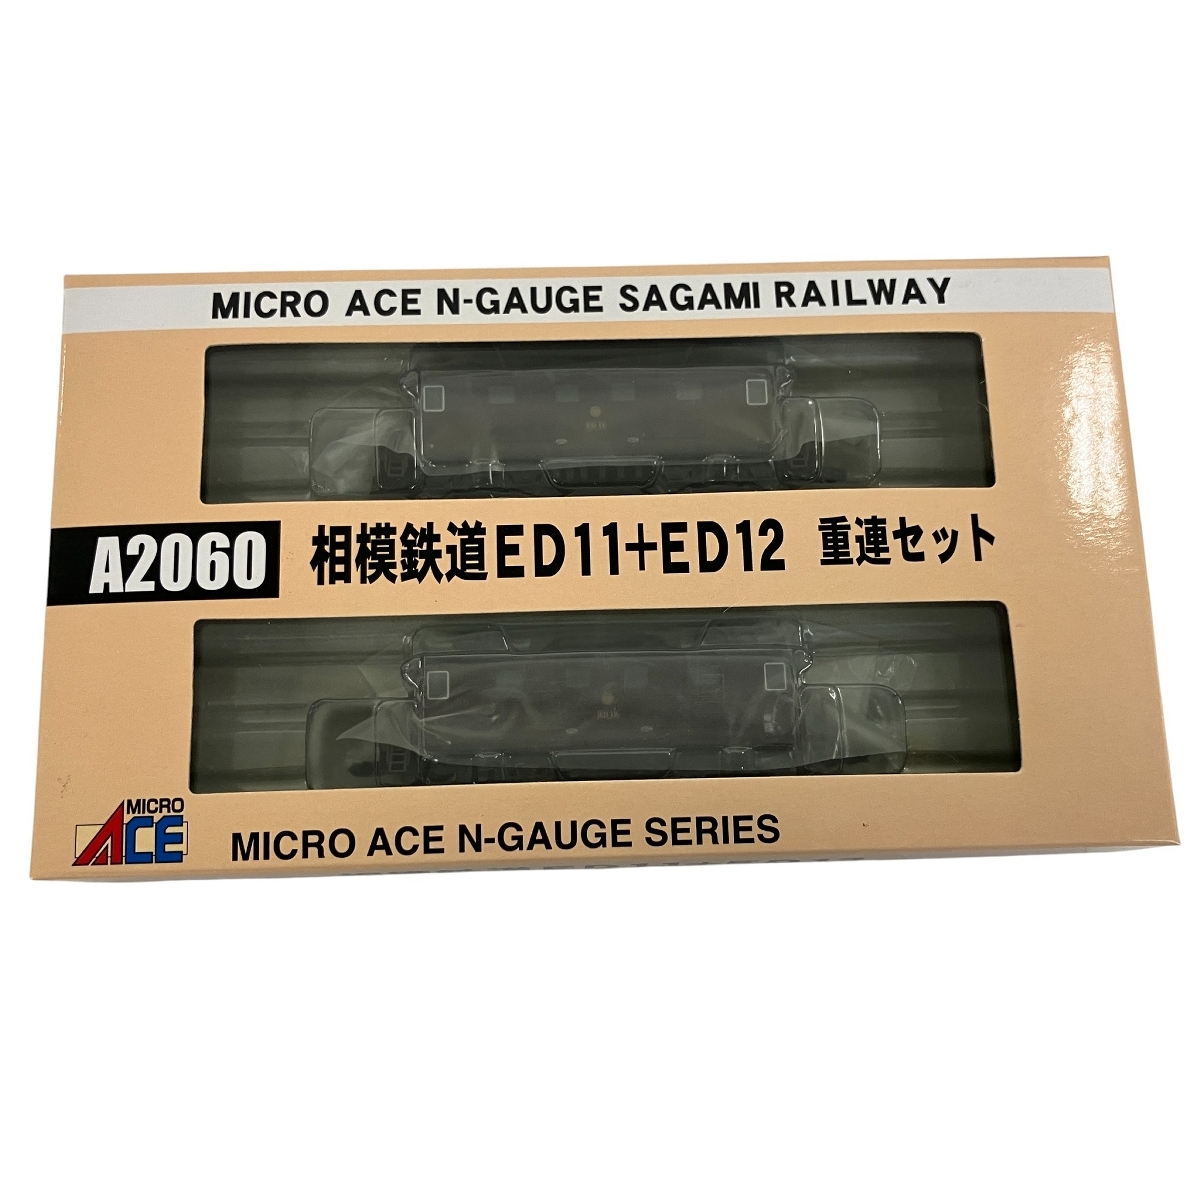 MICRO ACE N-GAUGE SAGAMI RAILWAY
A2060
相模鉄道ED11+ED12 重連セット
MICRO
ACE
MICRO ACE N-GAUGE SERIES